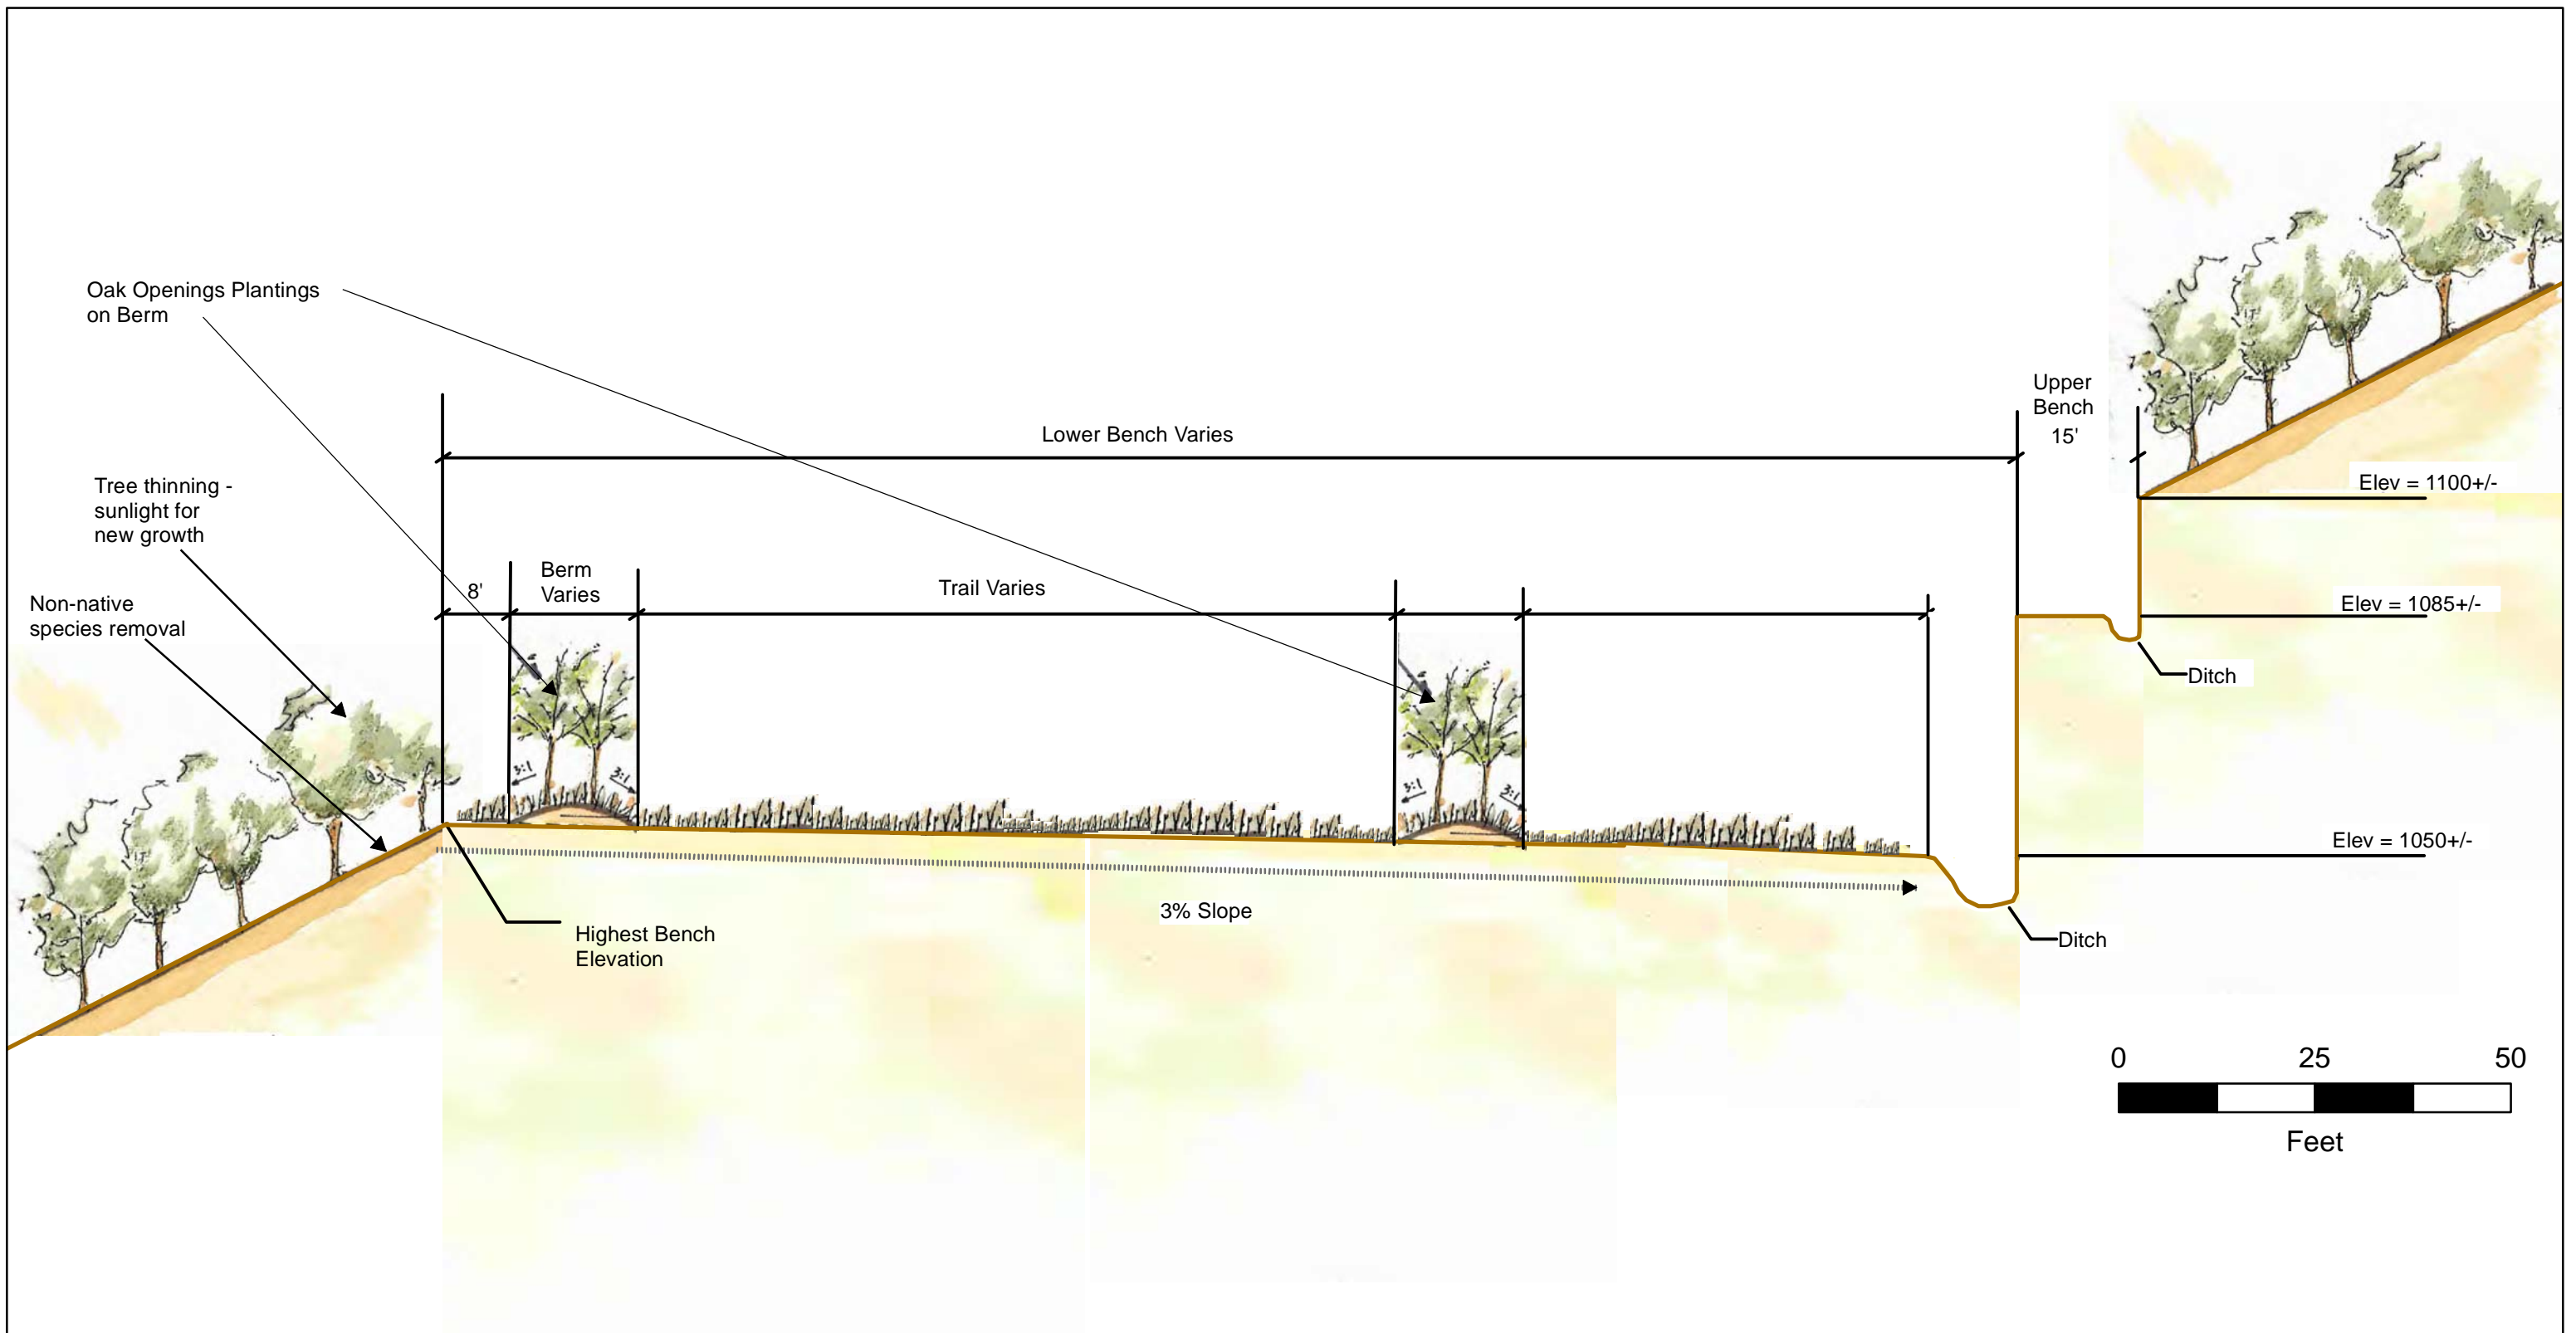 Oak Openings Plantings
on Berm
Tree thinning -
sunlight for
new growth
Non-native
species removal
Lower Bench Varies
Upper
Bench
15'
8'
Berm
Varies
Trail Varies
3:1
3:1
3:1
3:1
Elev = 1100+/-
Elev = 1085+/-
Ditch
Elev = 1050+/-
Ditch
Highest Bench
Elevation
3% Slope
0 25 50
Feet